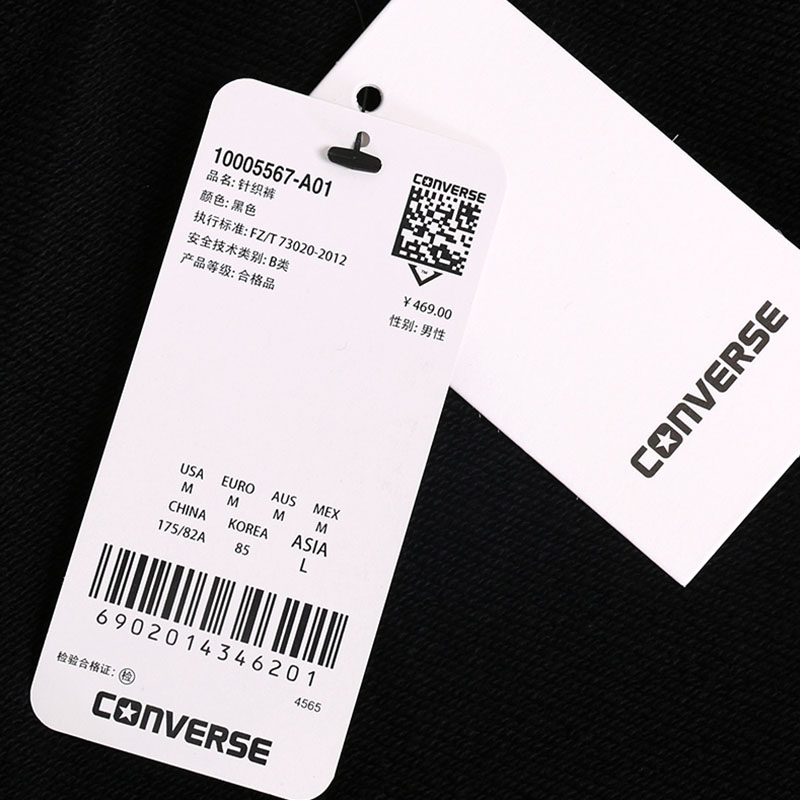 10005567-A01
品名: 针织裤
颜色: 黑色
执行标准: FZ/T 73020-2012
安全技术类别: B类
产品等级: 合格品
CONVERSE
¥ 469.00
性别: 男性
USA EURO AUS MEX
M M M M
CHINA KOREA ASIA
175/82A 85 L
6902014346201
检验合格证: 检
4565
CONVERSE
CONVERSE